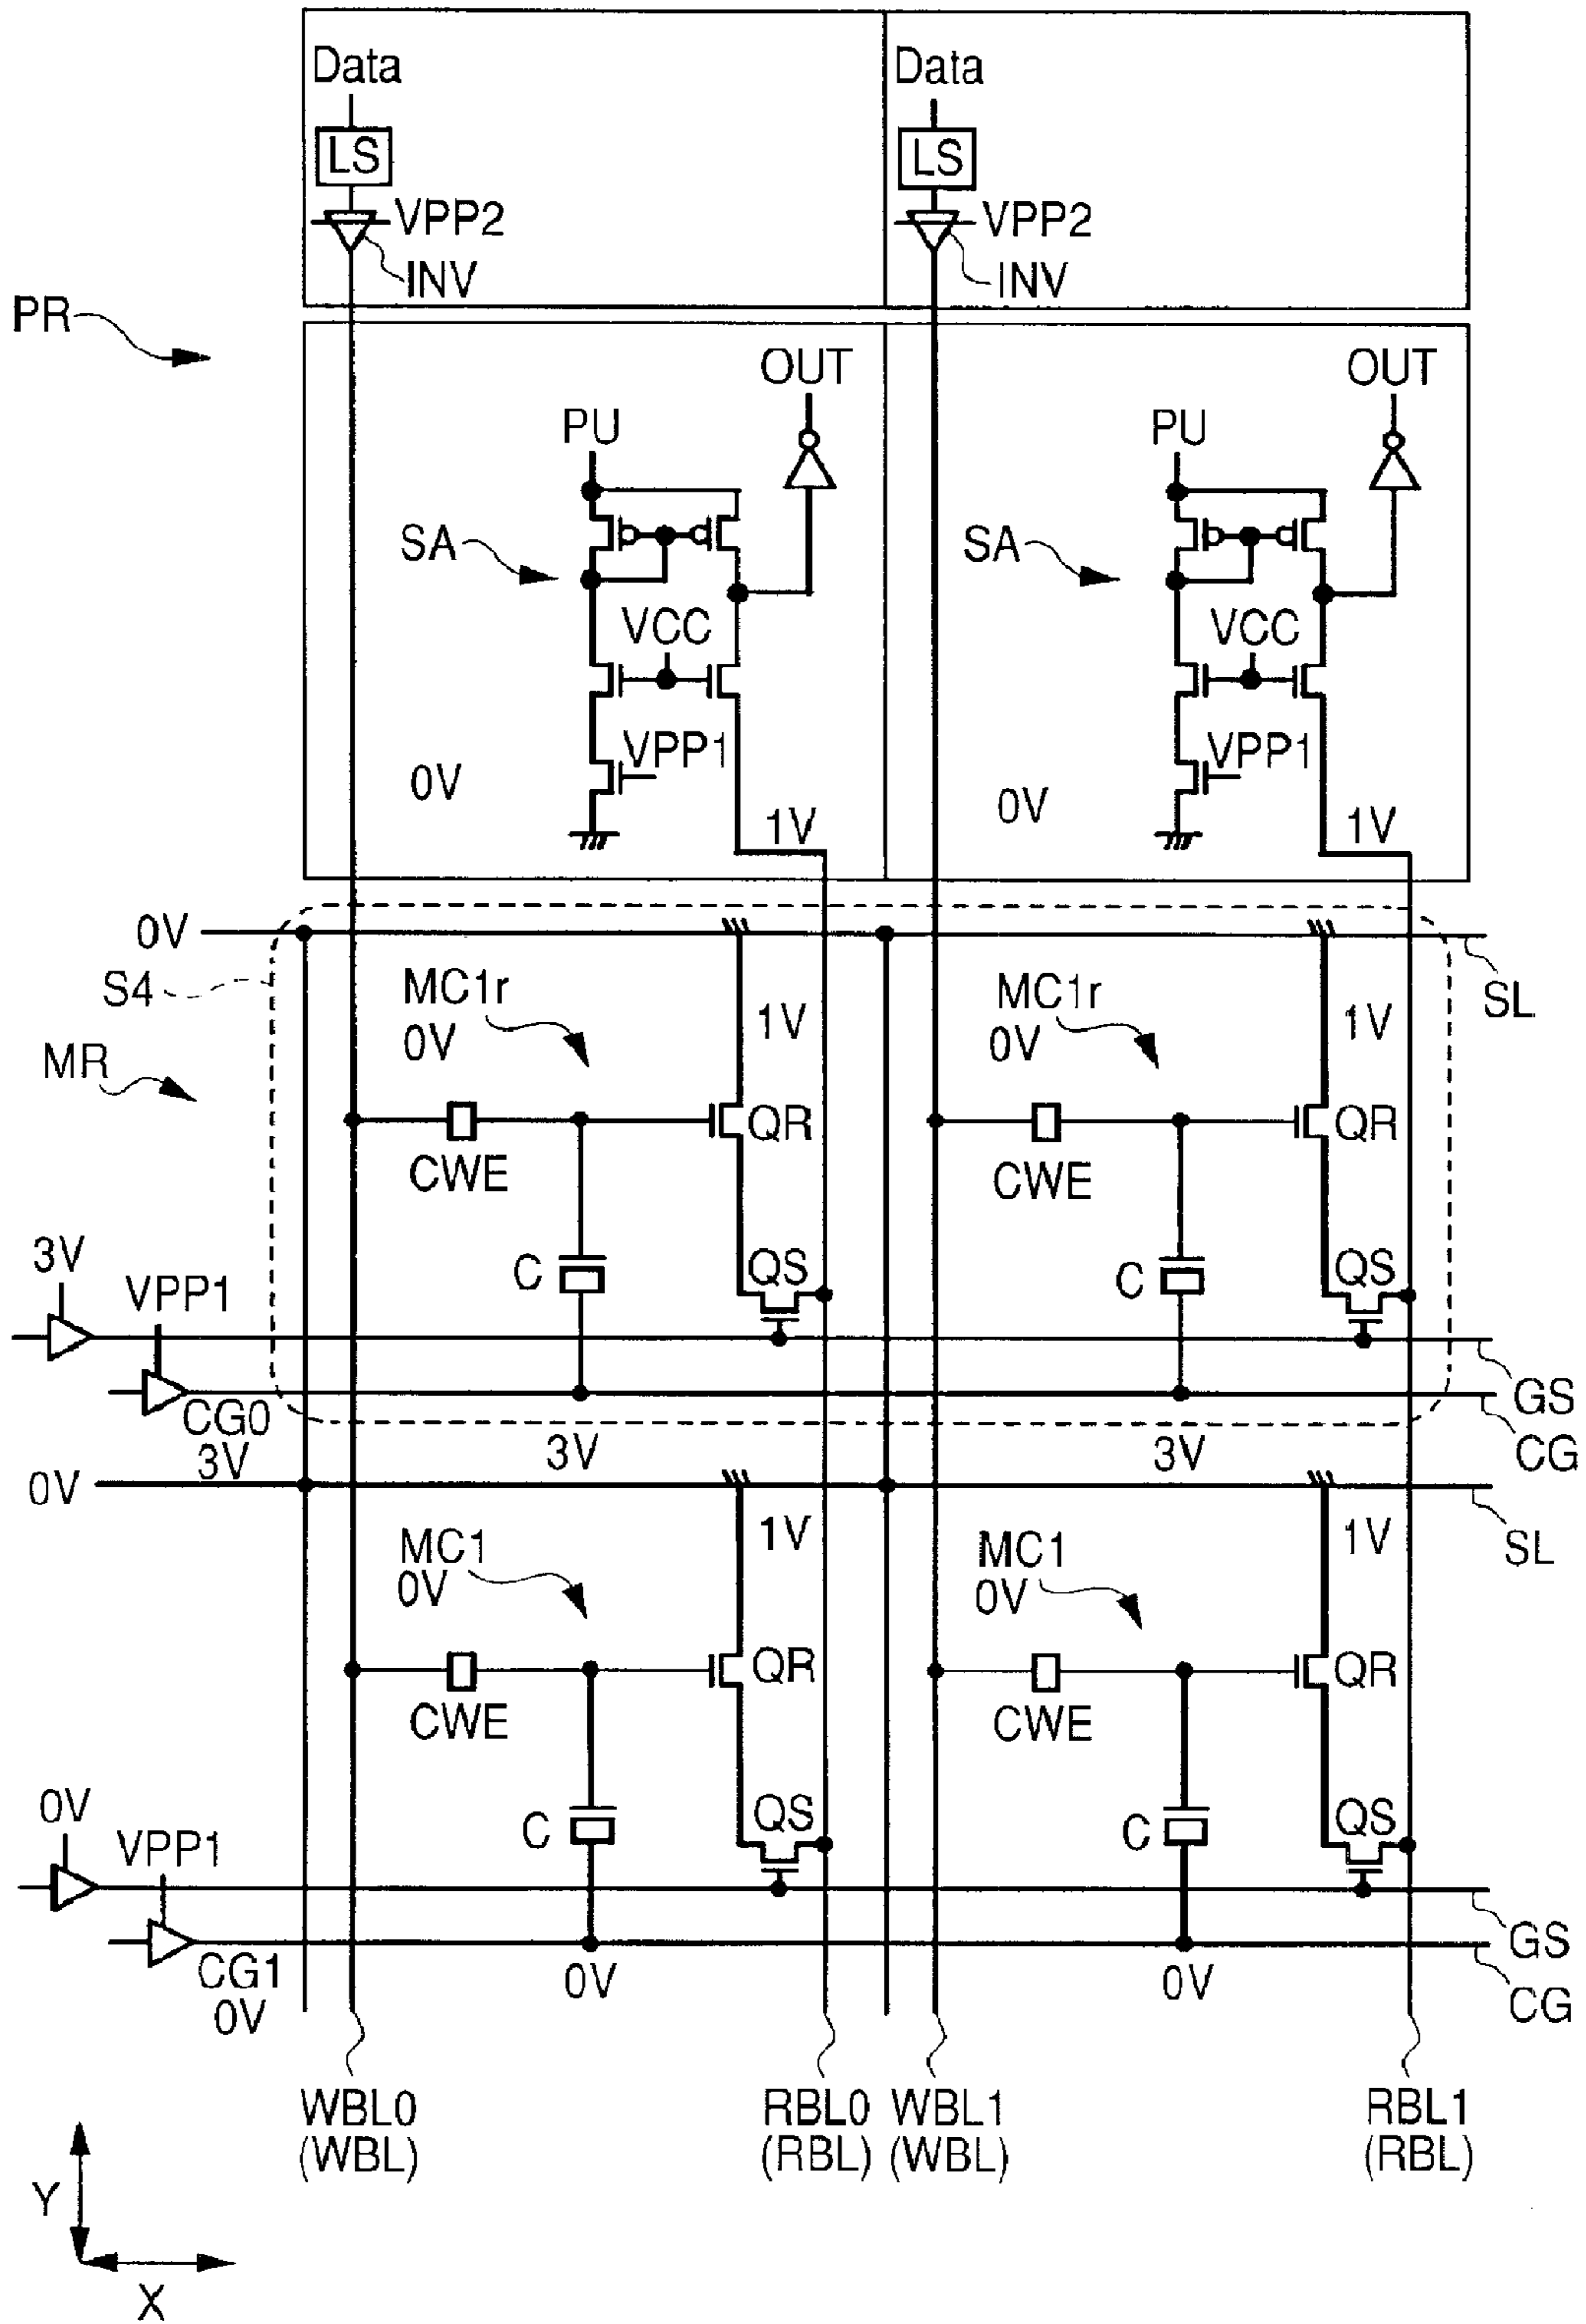 Data Data
LS LS
VPP2 VPP2
INV INV
PR
OUT OUT
PU PU
SA SA
VCC VCC
VPP1 VPP1
0V 0V
1V 1V
0V
S4
SL
MC1r MC1r
0V 0V
1V 1V
MR
QR QR
CWE CWE
3V
C QS C QS
VPP1
GS
CG0
3V
3V 3V
CG
0V
1V 1V
SL
MC1 MC1
0V 0V
QR QR
CWE CWE
0V
C QS C QS
VPP1
GS
CG1
0V
0V 0V
CG
WBL0 RBL0 WBL1 RBL1
(WBL) (RBL) (WBL) (RBL)
Y
X